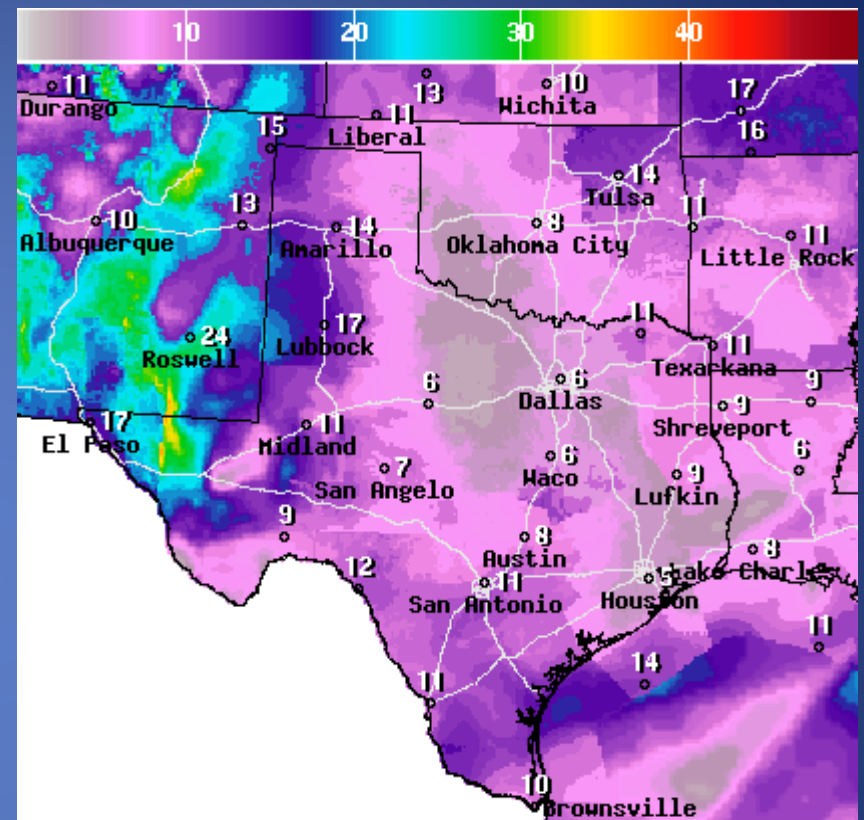 10 20 30 40
11 13 10 17
Durango Wichita
11
Liberal
15 16
14
Tulsa
10 13 14 8 11 11
Albuquerque Amarillo Oklahoma City Little Rock
24 17 11 11
Roswell Lubbock Texarkana
6 6 9 9
Dallas
17 11 Shreveport
El Paso Midland
7 6 9 6
San Angelo Waco Lufkin
9 8 8
Austin
12 11 5 Lake Charles
San Antonio Houston
11
14
11
10
Brownsville